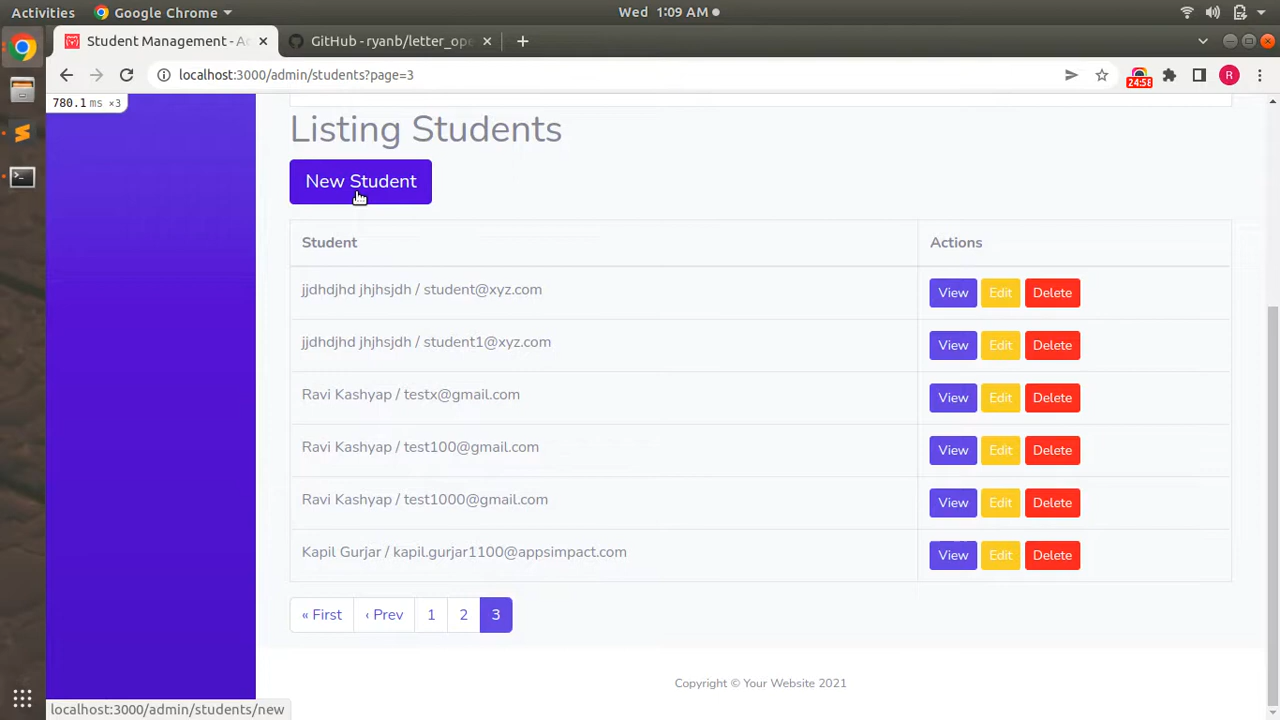 Activities Google Chrome Wed 1:09 AM
Student Management - A GitHub - ryanb/letter_ope
localhost:3000/admin/students?page=3 24:58 R
780.1 ms ×3
Listing Students
New Student
Student Actions
jjdhdjhd jhjhsjdh / student@xyz.com View Edit Delete
jjdhdjhd jhjhsjdh / student1@xyz.com View Edit Delete
Ravi Kashyap / testx@gmail.com View Edit Delete
Ravi Kashyap / test100@gmail.com View Edit Delete
Ravi Kashyap / test1000@gmail.com View Edit Delete
Kapil Gurjar / kapil.gurjar1100@appsimpact.com View Edit Delete
« First ‹ Prev 1 2 3
Copyright © Your Website 2021
localhost:3000/admin/students/new